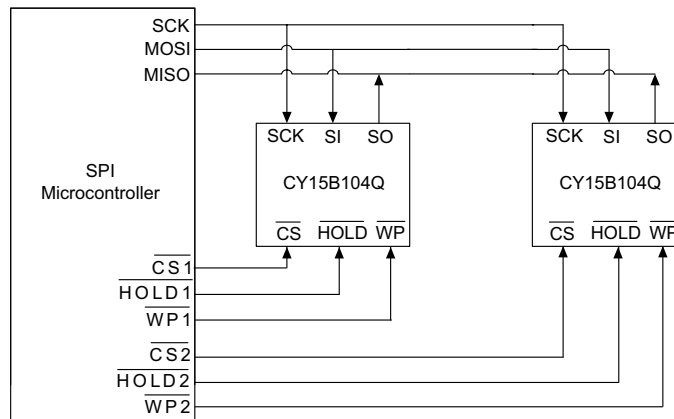 SCK
MOSI
MISO
SPI
Microcontroller
CS1
HOLD1
WP1
CS2
HOLD2
WP2
SCK SI SO
CY15B104Q
CS HOLD WP
SCK SI SO
CY15B104Q
CS HOLD WP